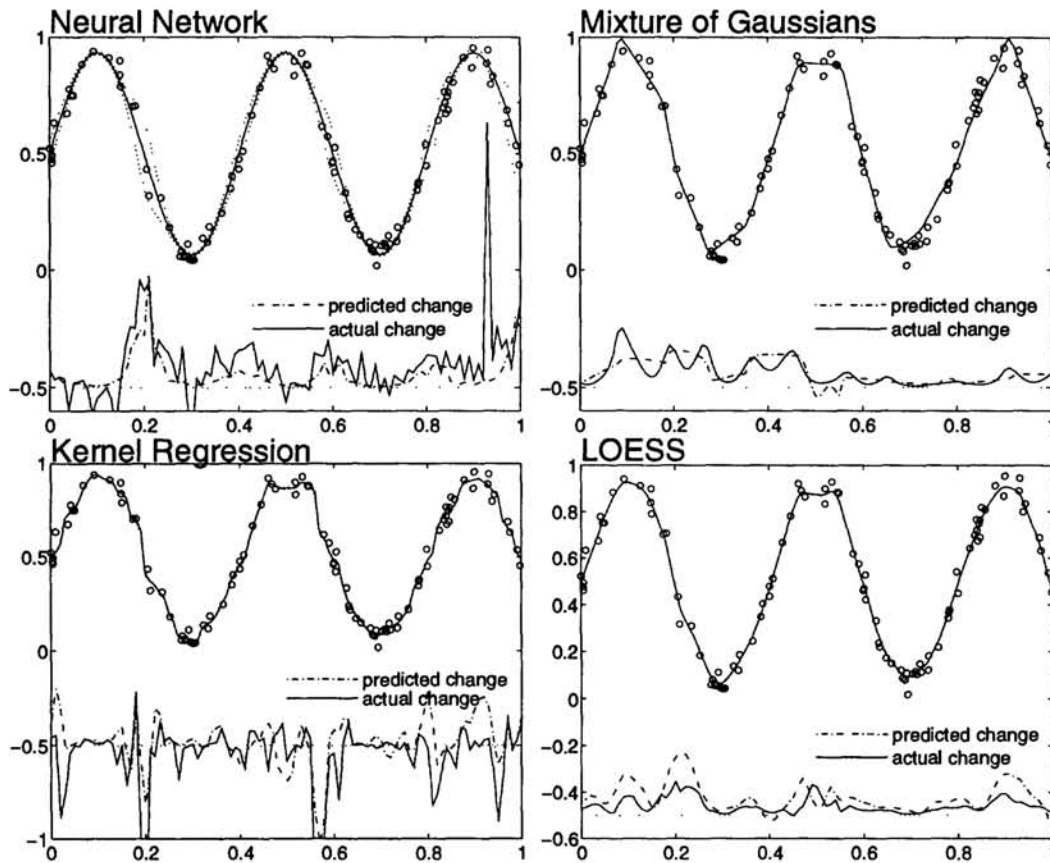 Neural Network
1
0.5
0
predicted change
actual change
−0.5
0 0.2 0.4 0.6 0.8 1
Mixture of Gaussians
1
0.5
0
predicted change
actual change
−0.5
0 0.2 0.4 0.6 0.8 1
Kernel Regression
1
0.5
0
predicted change
actual change
−0.5
−1
0 0.2 0.4 0.6 0.8 1
LOESS
1
0.8
0.6
0.4
0.2
0
−0.2
predicted change
−0.4
actual change
−0.6
0 0.2 0.4 0.6 0.8 1